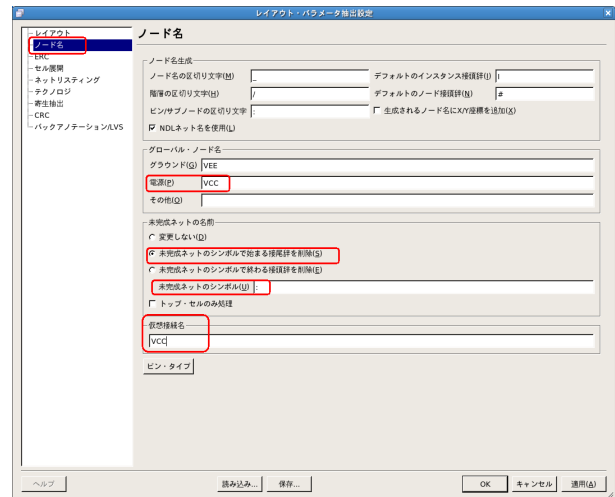 レイアウト・パラメータ抽出設定
レイアウト
ノード名
ERC
セル展開
ネットリスティング
テクノロジ
寄生抽出
CRC
バックアノテーション/LVS
ノード名
ノード名生成
ノード名の区切り文字(M) _ デフォルトのインスタンス接頭辞(I) I
階層の区切り文字(H) / デフォルトのノード接頭辞(N) #
ピン/サブノードの区切り文字 : 生成されるノード名にX/Y座標を追加(X)
NDLネット名を使用(L)
グローバル・ノード名
グラウンド(G) VEE
電源(P) VCC
その他(O)
未完成ネットの名前
変更しない(D)
未完成ネットのシンボルで始まる接尾辞を削除(S)
未完成ネットのシンボルで終わる接頭辞を削除(E)
未完成ネットのシンボル(U) :
トップ・セルのみ処理
仮想接続名
VCC
ピン・タイプ
ヘルプ 読み込み... 保存... OK キャンセル 適用(A)